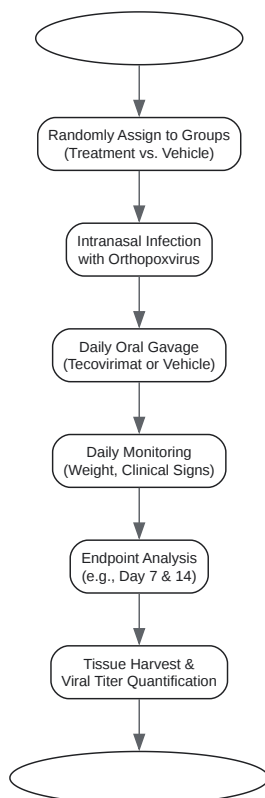 Randomly Assign to Groups
(Treatment vs. Vehicle)
Intranasal Infection
with Orthopoxvirus
Daily Oral Gavage
(Tecovirimat or Vehicle)
Daily Monitoring
(Weight, Clinical Signs)
Endpoint Analysis
(e.g., Day 7 & 14)
Tissue Harvest &
Viral Titer Quantification